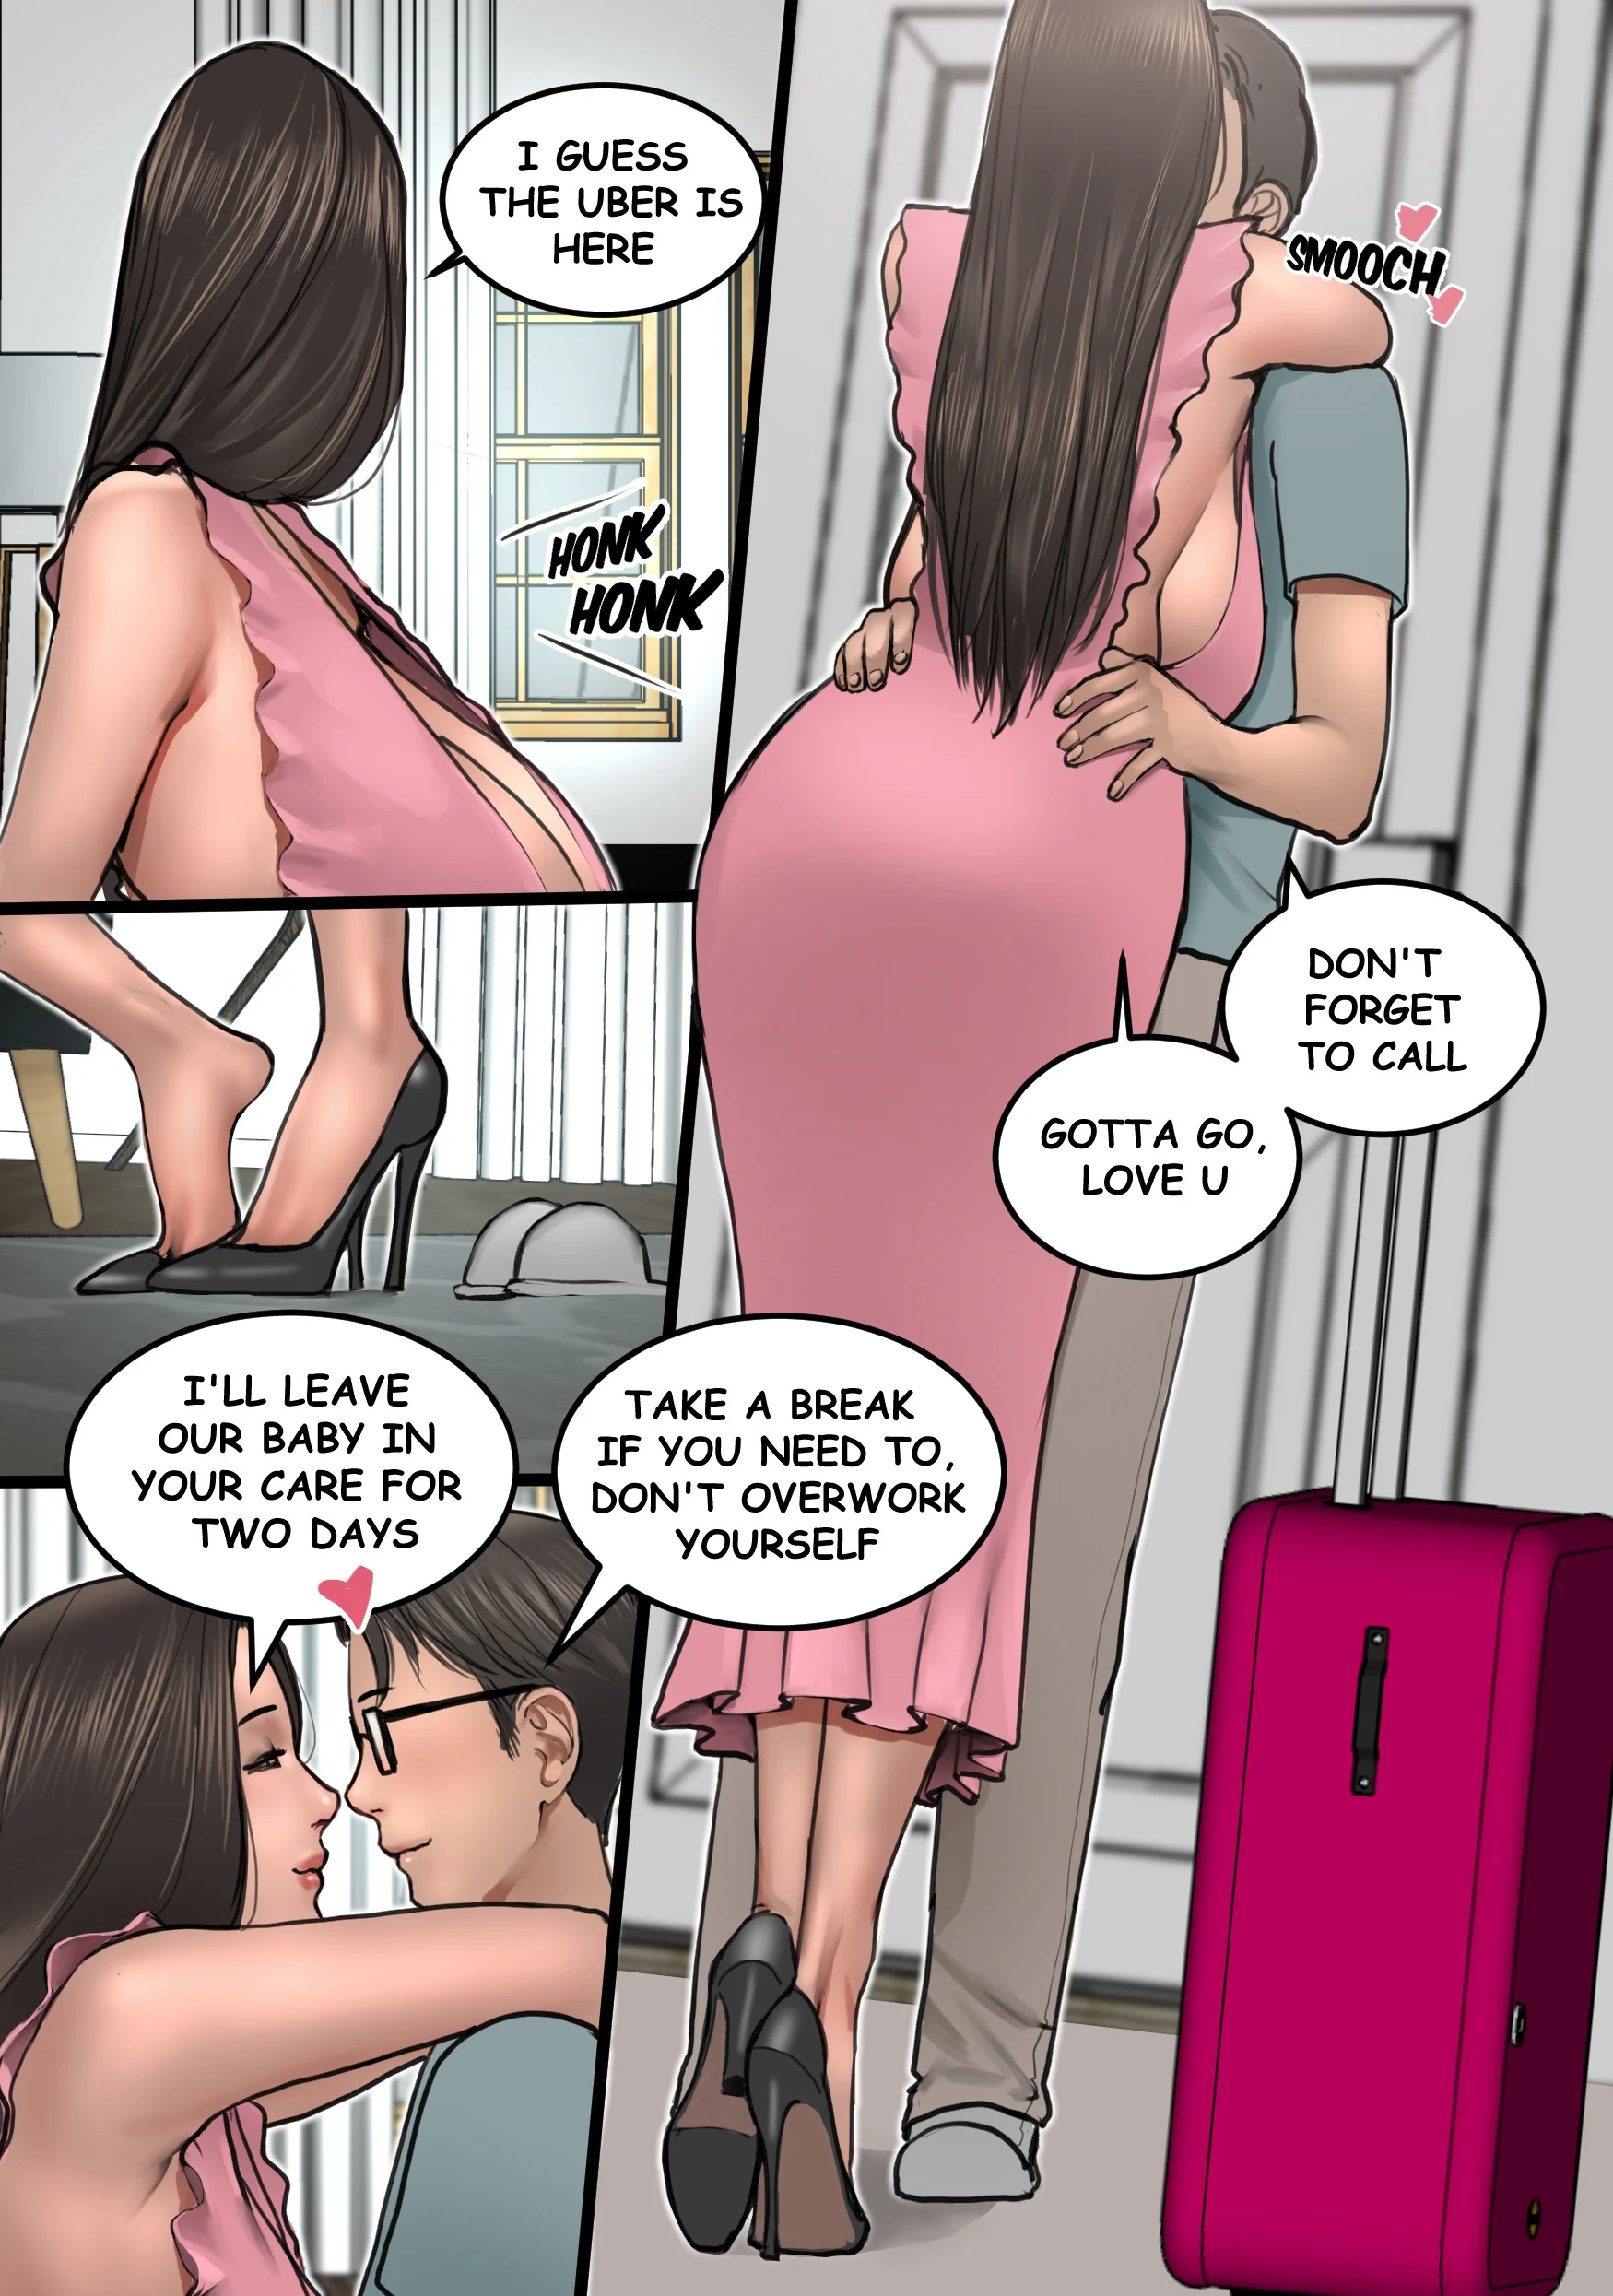 I GUESS
THE UBER IS
HERE
HONK
HONK
I'LL LEAVE
OUR BABY IN
YOUR CARE FOR
TWO DAYS
TAKE A BREAK
IF YOU NEED TO,
DON'T OVERWORK
YOURSELF
SMOOCH
DON'T
FORGET
TO CALL
GOTTA GO,
LOVE U